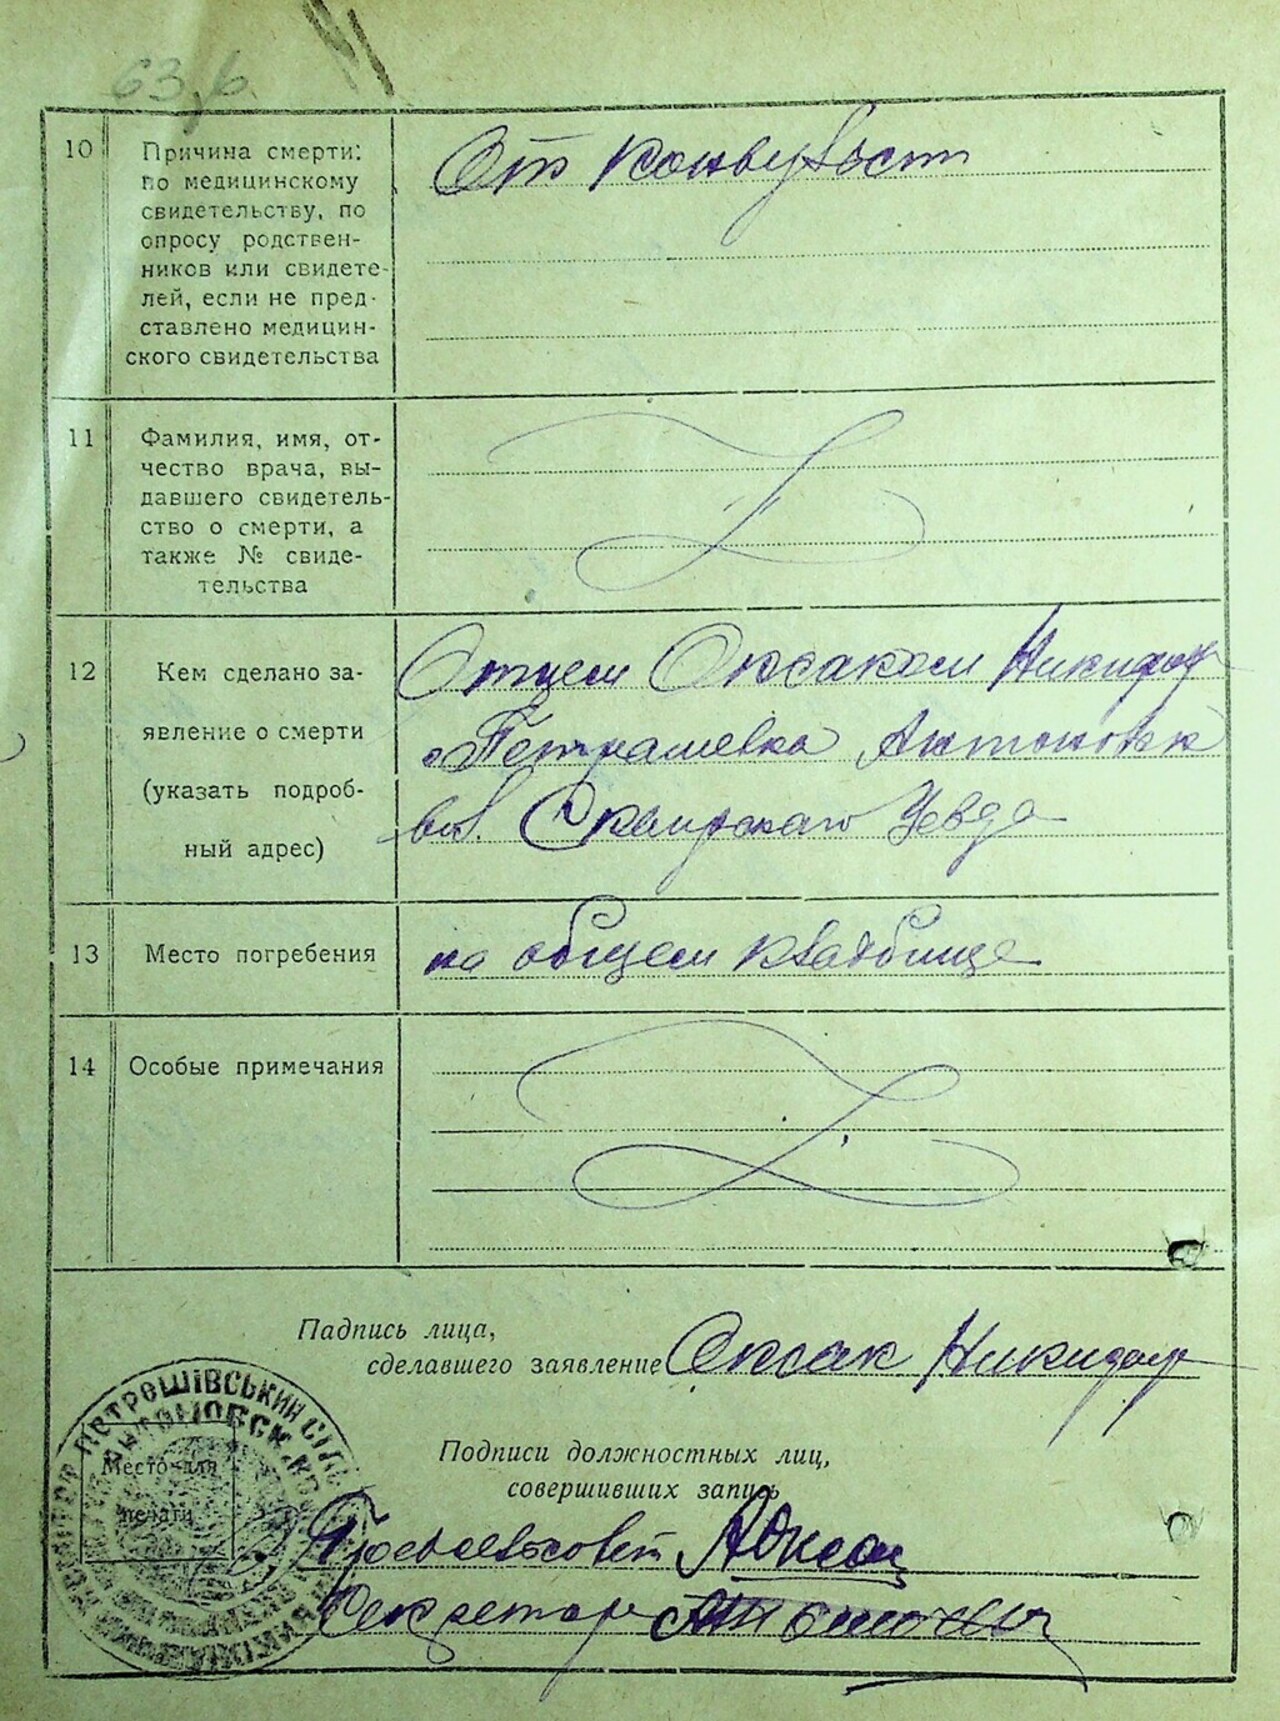 63,б
10
Причина смерти:
по медицинскому
свидетельству, по
опросу родствен-
ников или свидете-
лей, если не пред-
ставлено медицин-
ского свидетельства
От
11
Фамилия, имя, от-
чество врача, вы-
давшего свидетель-
ство о смерти, а
также № свиде-
тельства
12
Кем сделано за-
явление о смерти
(указать подроб-
ный адрес)
Отцем Оксаком Никифор
Петрашевка Антоновск
вол. Сквирскаго Уезда
13
Место погребения
на общем кладбище
14
Особые примечания
Падпись лица,
сделавшего заявление Оксак Никифор
Подписи должностных лиц,
совершивших запись
Место для
печати
Предсельсовет
Секретар